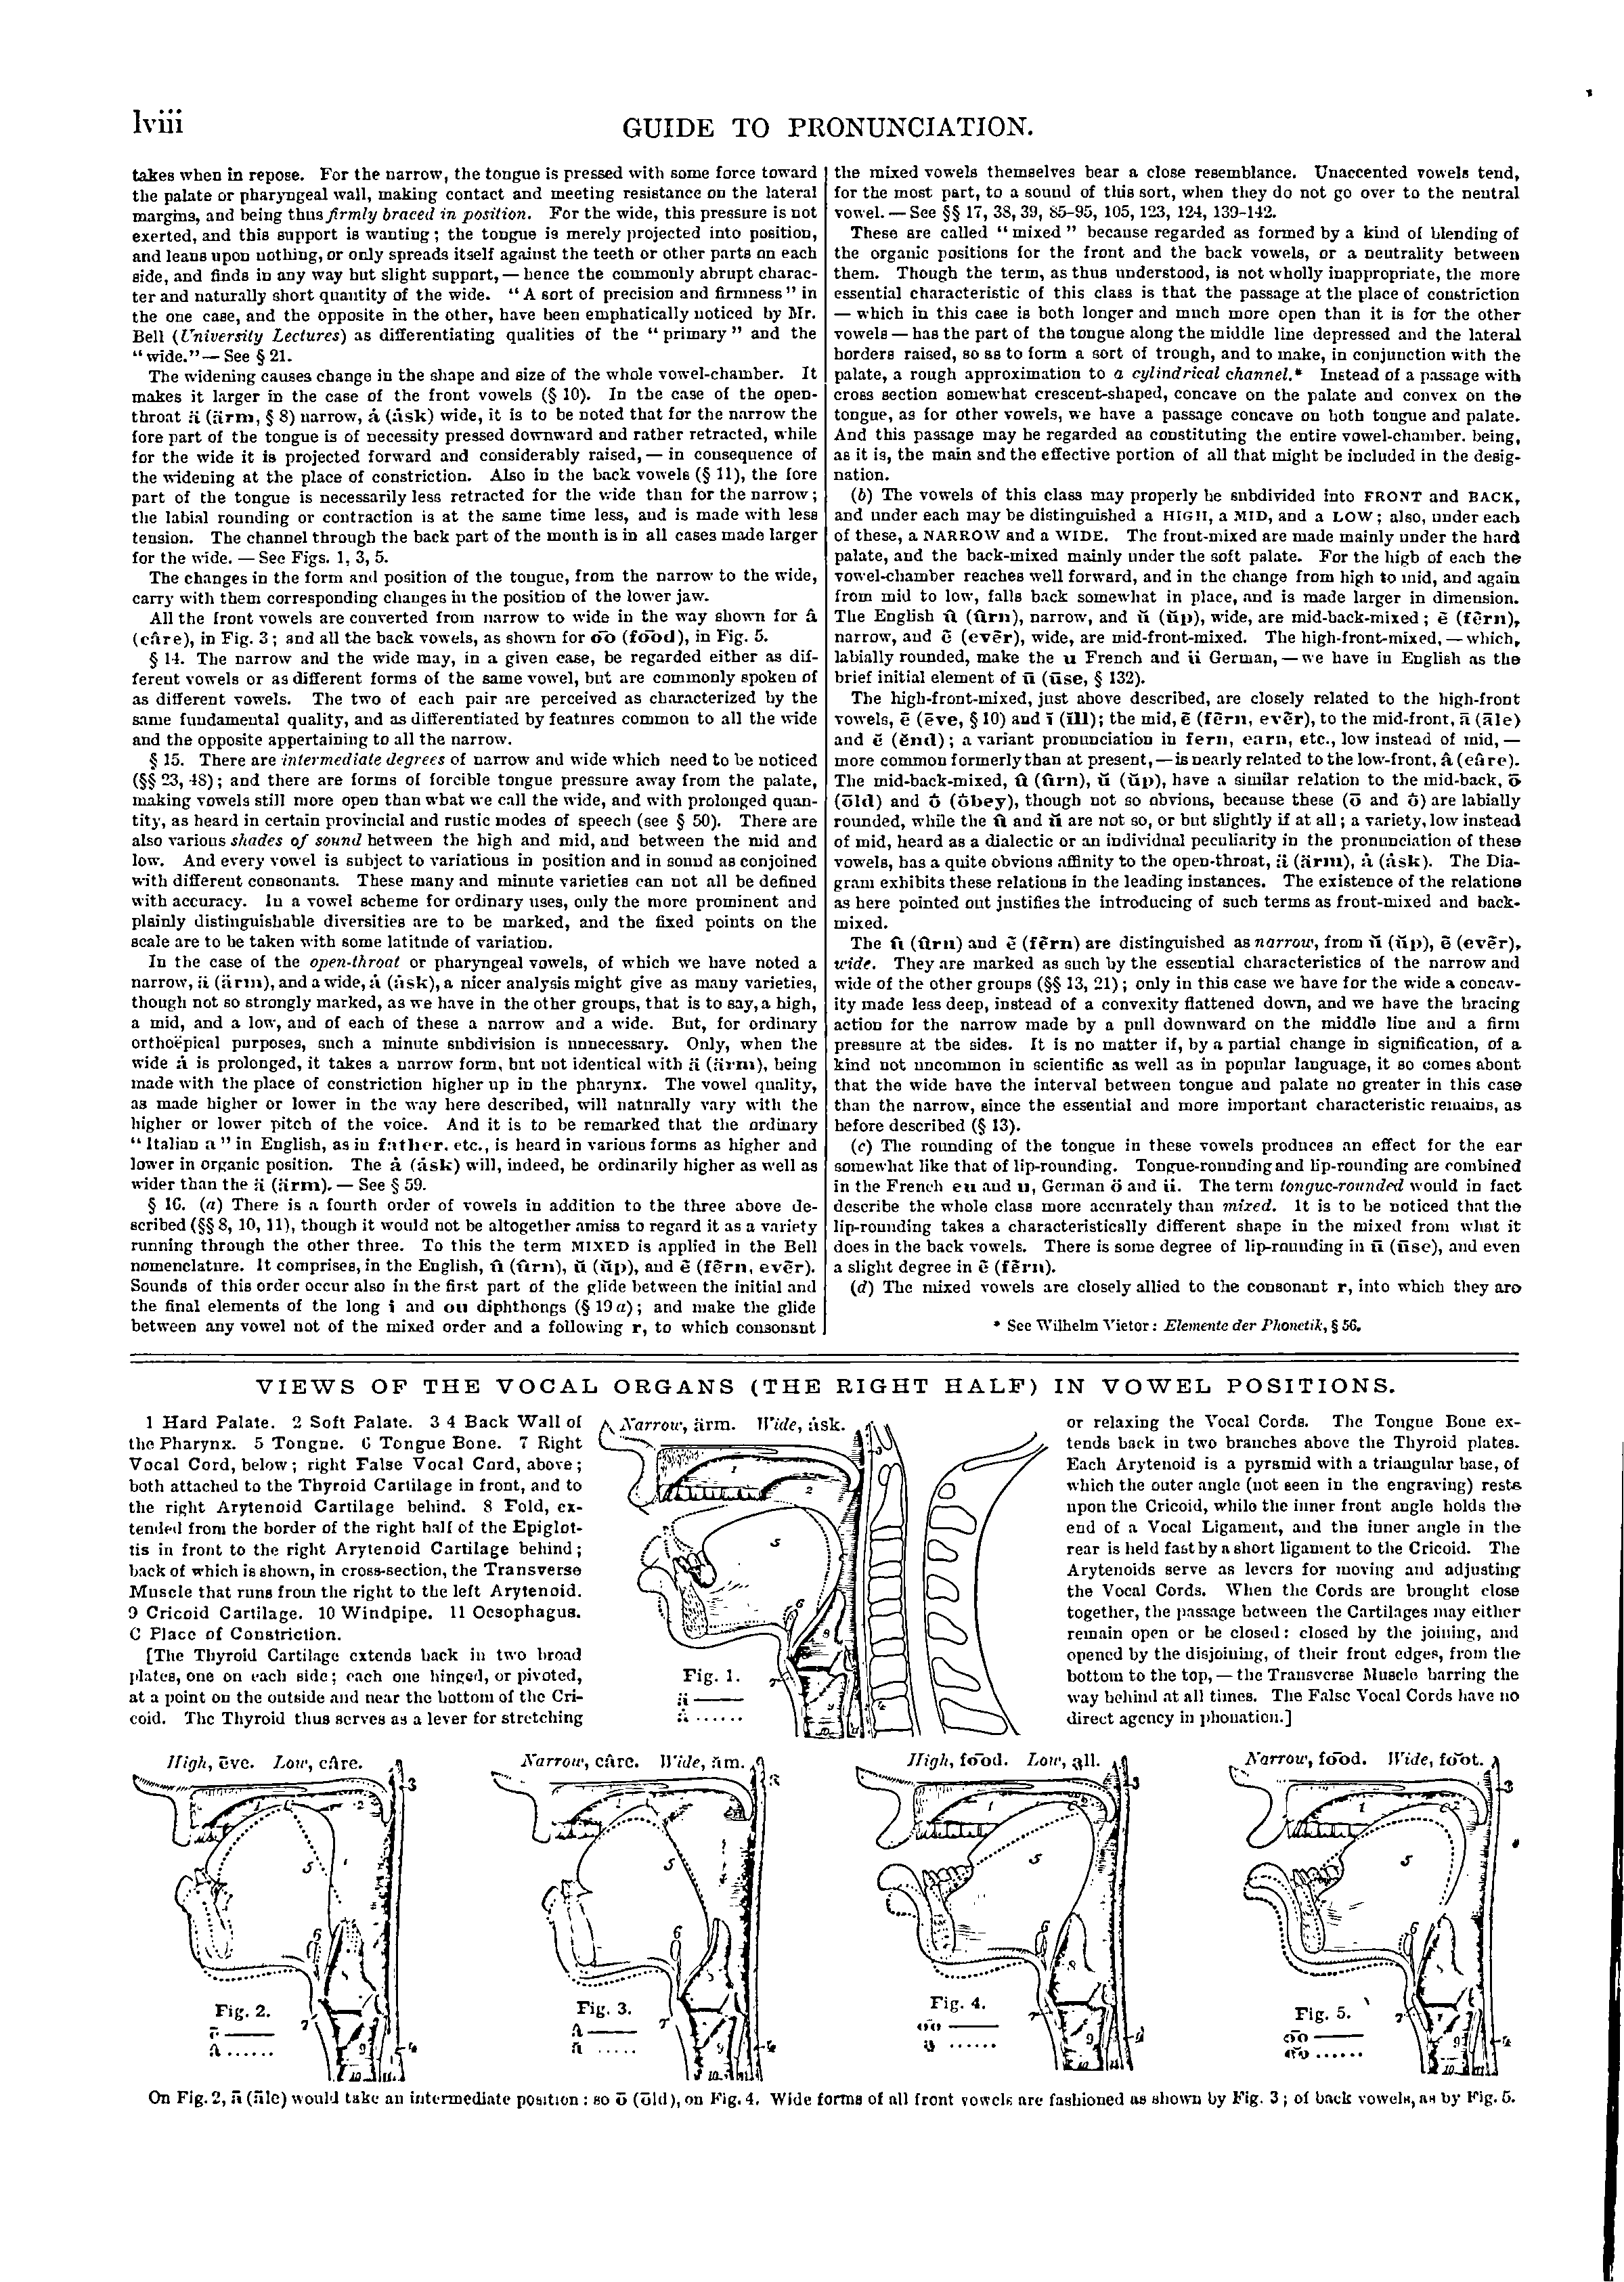 lviii
GUIDE TO PRONUNCIATION.
takes when in repose. For the narrow, the tongue is pressed with some force toward
the palate or pharyngeal wall, making contact and meeting resistance on the lateral
margins, and being thus firmly braced in position. For the wide, this pressure is not
exerted, and this support is wanting; the tongue is merely projected into position,
and leans upon nothing, or only spreads itself against the teeth or other parts on each
side, and finds in any way but slight support, — hence the commonly abrupt charac-
ter and naturally short quantity of the wide. “A sort of precision and firmness” in
the one case, and the opposite in the other, have been emphatically noticed by Mr.
Bell (University Lectures) as differentiating qualities of the “primary” and the
“wide.” — See § 21.
The widening causes change in the shape and size of the whole vowel-chamber. It
makes it larger in the case of the front vowels (§ 10). In the case of the open-
throat ä (ärm, § 8) narrow, ȧ (ȧsk) wide, it is to be noted that for the narrow the
fore part of the tongue is of necessity pressed downward and rather retracted, while
for the wide it is projected forward and considerably raised, — in consequence of
the widening at the place of constriction. Also in the back vowels (§ 11), the fore
part of the tongue is necessarily less retracted for the wide than for the narrow;
the labial rounding or contraction is at the same time less, and is made with less
tension. The channel through the back part of the mouth is in all cases made larger
for the wide. — See Figs. 1, 3, 5.
The changes in the form and position of the tongue, from the narrow to the wide,
carry with them corresponding changes in the position of the lower jaw.
All the front vowels are converted from narrow to wide in the way shown for â
(câre), in Fig. 3; and all the back vowels, as shown for o͞o (fo͞od), in Fig. 5.
§ 14. The narrow and the wide may, in a given case, be regarded either as dif-
ferent vowels or as different forms of the same vowel, but are commonly spoken of
as different vowels. The two of each pair are perceived as characterized by the
same fundamental quality, and as differentiated by features common to all the wide
and the opposite appertaining to all the narrow.
§ 15. There are intermediate degrees of narrow and wide which need to be noticed
(§§ 23, 48); and there are forms of forcible tongue pressure away from the palate,
making vowels still more open than what we call the wide, and with prolonged quan-
tity, as heard in certain provincial and rustic modes of speech (see § 50). There are
also various shades of sound between the high and mid, and between the mid and
low. And every vowel is subject to variations in position and in sound as conjoined
with different consonants. These many and minute varieties can not all be defined
with accuracy. In a vowel scheme for ordinary uses, only the more prominent and
plainly distinguishable diversities are to be marked, and the fixed points on the
scale are to be taken with some latitude of variation.
In the case of the open-throat or pharyngeal vowels, of which we have noted a
narrow, ä (ärm), and a wide, ȧ (ȧsk), a nicer analysis might give as many varieties,
though not so strongly marked, as we have in the other groups, that is to say, a high,
a mid, and a low, and of each of these a narrow and a wide. But, for ordinary
orthoëpical purposes, such a minute subdivision is unnecessary. Only, when the
wide ȧ is prolonged, it takes a narrow form, but not identical with ä (ärm), being
made with the place of constriction higher up in the pharynx. The vowel quality,
as made higher or lower in the way here described, will naturally vary with the
higher or lower pitch of the voice. And it is to be remarked that the ordinary
“Italian a” in English, as in father, etc., is heard in various forms as higher and
lower in organic position. The ȧ (ȧsk) will, indeed, be ordinarily higher as well as
wider than the ä (ärm). — See § 59.
§ 16. (a) There is a fourth order of vowels in addition to the three above de-
scribed (§§ 8, 10, 11), though it would not be altogether amiss to regard it as a variety
running through the other three. To this the term MIXED is applied in the Bell
nomenclature. It comprises, in the English, û (ûrn), ŭ (ŭp), and ẽ (fẽrn, evẽr).
Sounds of this order occur also in the first part of the glide between the initial and
the final elements of the long i and ou diphthongs (§ 19 a); and make the glide
between any vowel not of the mixed order and a following r, to which consonant
the mixed vowels themselves bear a close resemblance. Unaccented vowels tend,
for the most part, to a sound of this sort, when they do not go over to the neutral
vowel. — See §§ 17, 38, 39, 85-95, 105, 123, 124, 139-142.
These are called “mixed” because regarded as formed by a kind of blending of
the organic positions for the front and the back vowels, or a neutrality between
them. Though the term, as thus understood, is not wholly inappropriate, the more
essential characteristic of this class is that the passage at the place of constriction
— which in this case is both longer and much more open than it is for the other
vowels — has the part of the tongue along the middle line depressed and the lateral
borders raised, so as to form a sort of trough, and to make, in conjunction with the
palate, a rough approximation to a cylindrical channel.* Instead of a passage with
cross section somewhat crescent-shaped, concave on the palate and convex on the
tongue, as for other vowels, we have a passage concave on both tongue and palate.
And this passage may be regarded as constituting the entire vowel-chamber. being,
as it is, the main and the effective portion of all that might be included in the desig-
nation.
(b) The vowels of this class may properly be subdivided into FRONT and BACK,
and under each may be distinguished a HIGH, a MID, and a LOW; also, under each
of these, a NARROW and a WIDE. The front-mixed are made mainly under the hard
palate, and the back-mixed mainly under the soft palate. For the high of each the
vowel-chamber reaches well forward, and in the change from high to mid, and again
from mid to low, falls back somewhat in place, and is made larger in dimension.
The English û (ûrn), narrow, and ŭ (ŭp), wide, are mid-back-mixed; ẽ (fẽrn),
narrow, and ẽ (evẽr), wide, are mid-front-mixed. The high-front-mixed, — which,
labially rounded, make the u French and ü German, — we have in English as the
brief initial element of ū (ūse, § 132).
The high-front-mixed, just above described, are closely related to the high-front
vowels, ē (ēve, § 10) and ĭ (ĭll); the mid, ẽ (fẽrn, evẽr), to the mid-front, ā (āle)
and ĕ (ĕnd); a variant pronunciation in fern, earn, etc., low instead of mid, —
more common formerly than at present, — is nearly related to the low-front, â (câre).
The mid-back-mixed, û (ûrn), ŭ (ŭp), have a similar relation to the mid-back, ō
(ōld) and ô (ôbey), though not so obvious, because these (ō and ô) are labially
rounded, while the û and ŭ are not so, or but slightly if at all; a variety, low instead
of mid, heard as a dialectic or an individual peculiarity in the pronunciation of these
vowels, has a quite obvious affinity to the open-throat, ä (ärm), ȧ (ȧsk). The Dia-
gram exhibits these relations in the leading instances. The existence of the relations
as here pointed out justifies the introducing of such terms as front-mixed and back-
mixed.
The û (ûrn) and ẽ (fẽrn) are distinguished as narrow, from ŭ (ŭp), ẽ (evẽr),
wide. They are marked as such by the essential characteristics of the narrow and
wide of the other groups (§§ 13, 21); only in this case we have for the wide a concav-
ity made less deep, instead of a convexity flattened down, and we have the bracing
action for the narrow made by a pull downward on the middle line and a firm
pressure at the sides. It is no matter if, by a partial change in signification, of a
kind not uncommon in scientific as well as in popular language, it so comes about
that the wide have the interval between tongue and palate no greater in this case
than the narrow, since the essential and more important characteristic remains, as
before described (§ 13).
(c) The rounding of the tongue in these vowels produces an effect for the ear
somewhat like that of lip-rounding. Tongue-rounding and lip-rounding are combined
in the French eu and u, German ö and ü. The term tongue-rounded would in fact
describe the whole class more accurately than mixed. It is to be noticed that the
lip-rounding takes a characteristically different shape in the mixed from what it
does in the back vowels. There is some degree of lip-rounding in ū (ūse), and even
a slight degree in ẽ (fẽrn).
(d) The mixed vowels are closely allied to the consonant r, into which they are
* See Wilhelm Vietor: Elemente der Phonetik, § 56.
VIEWS OF THE VOCAL ORGANS (THE RIGHT HALF) IN VOWEL POSITIONS.
1 Hard Palate. 2 Soft Palate. 3 4 Back Wall of
the Pharynx. 5 Tongue. 6 Tongue Bone. 7 Right
Vocal Cord, below; right False Vocal Cord, above;
both attached to the Thyroid Cartilage in front, and to
the right Arytenoid Cartilage behind. 8 Fold, ex-
tended from the border of the right half of the Epiglot-
tis in front to the right Arytenoid Cartilage behind;
back of which is shown, in cross-section, the Transverse
Muscle that runs from the right to the left Arytenoid.
9 Cricoid Cartilage. 10 Windpipe. 11 Oesophagus.
C Place of Constriction.
[The Thyroid Cartilage extends back in two broad
plates, one on each side; each one hinged, or pivoted,
at a point on the outside and near the bottom of the Cri-
coid. The Thyroid thus serves as a lever for stretching
Narrow, ärm. Wide, ȧsk.
Fig. 1.
ä ——
ȧ ......
or relaxing the Vocal Cords. The Tongue Bone ex-
tends back in two branches above the Thyroid plates.
Each Arytenoid is a pyramid with a triangular base, of
which the outer angle (not seen in the engraving) rests
upon the Cricoid, while the inner front angle holds the
end of a Vocal Ligament, and the inner angle in the
rear is held fast by a short ligament to the Cricoid. The
Arytenoids serve as levers for moving and adjusting
the Vocal Cords. When the Cords are brought close
together, the passage between the Cartilages may either
remain open or be closed: closed by the joining, and
opened by the disjoining, of their front edges, from the
bottom to the top, — the Transverse Muscle barring the
way behind at all times. The False Vocal Cords have no
direct agency in phonation.]
High, ēve. Low, câre.
Fig. 2.
ē ——
â ......
Narrow, câre. Wide, ăm.
Fig. 3.
â ——
ă .....
High, fo͞od. Low, a̤ll.
Fig. 4.
o͞o ——
a̤ ......
Narrow, fo͞od. Wide, fo͝ot.
Fig. 5.
o͞o ——
o͝o ......
On Fig. 2, ā (āle) would take an intermediate position: so ō (ōld), on Fig. 4. Wide forms of all front vowels are fashioned as shown by Fig. 3; of back vowels, as by Fig. 5.